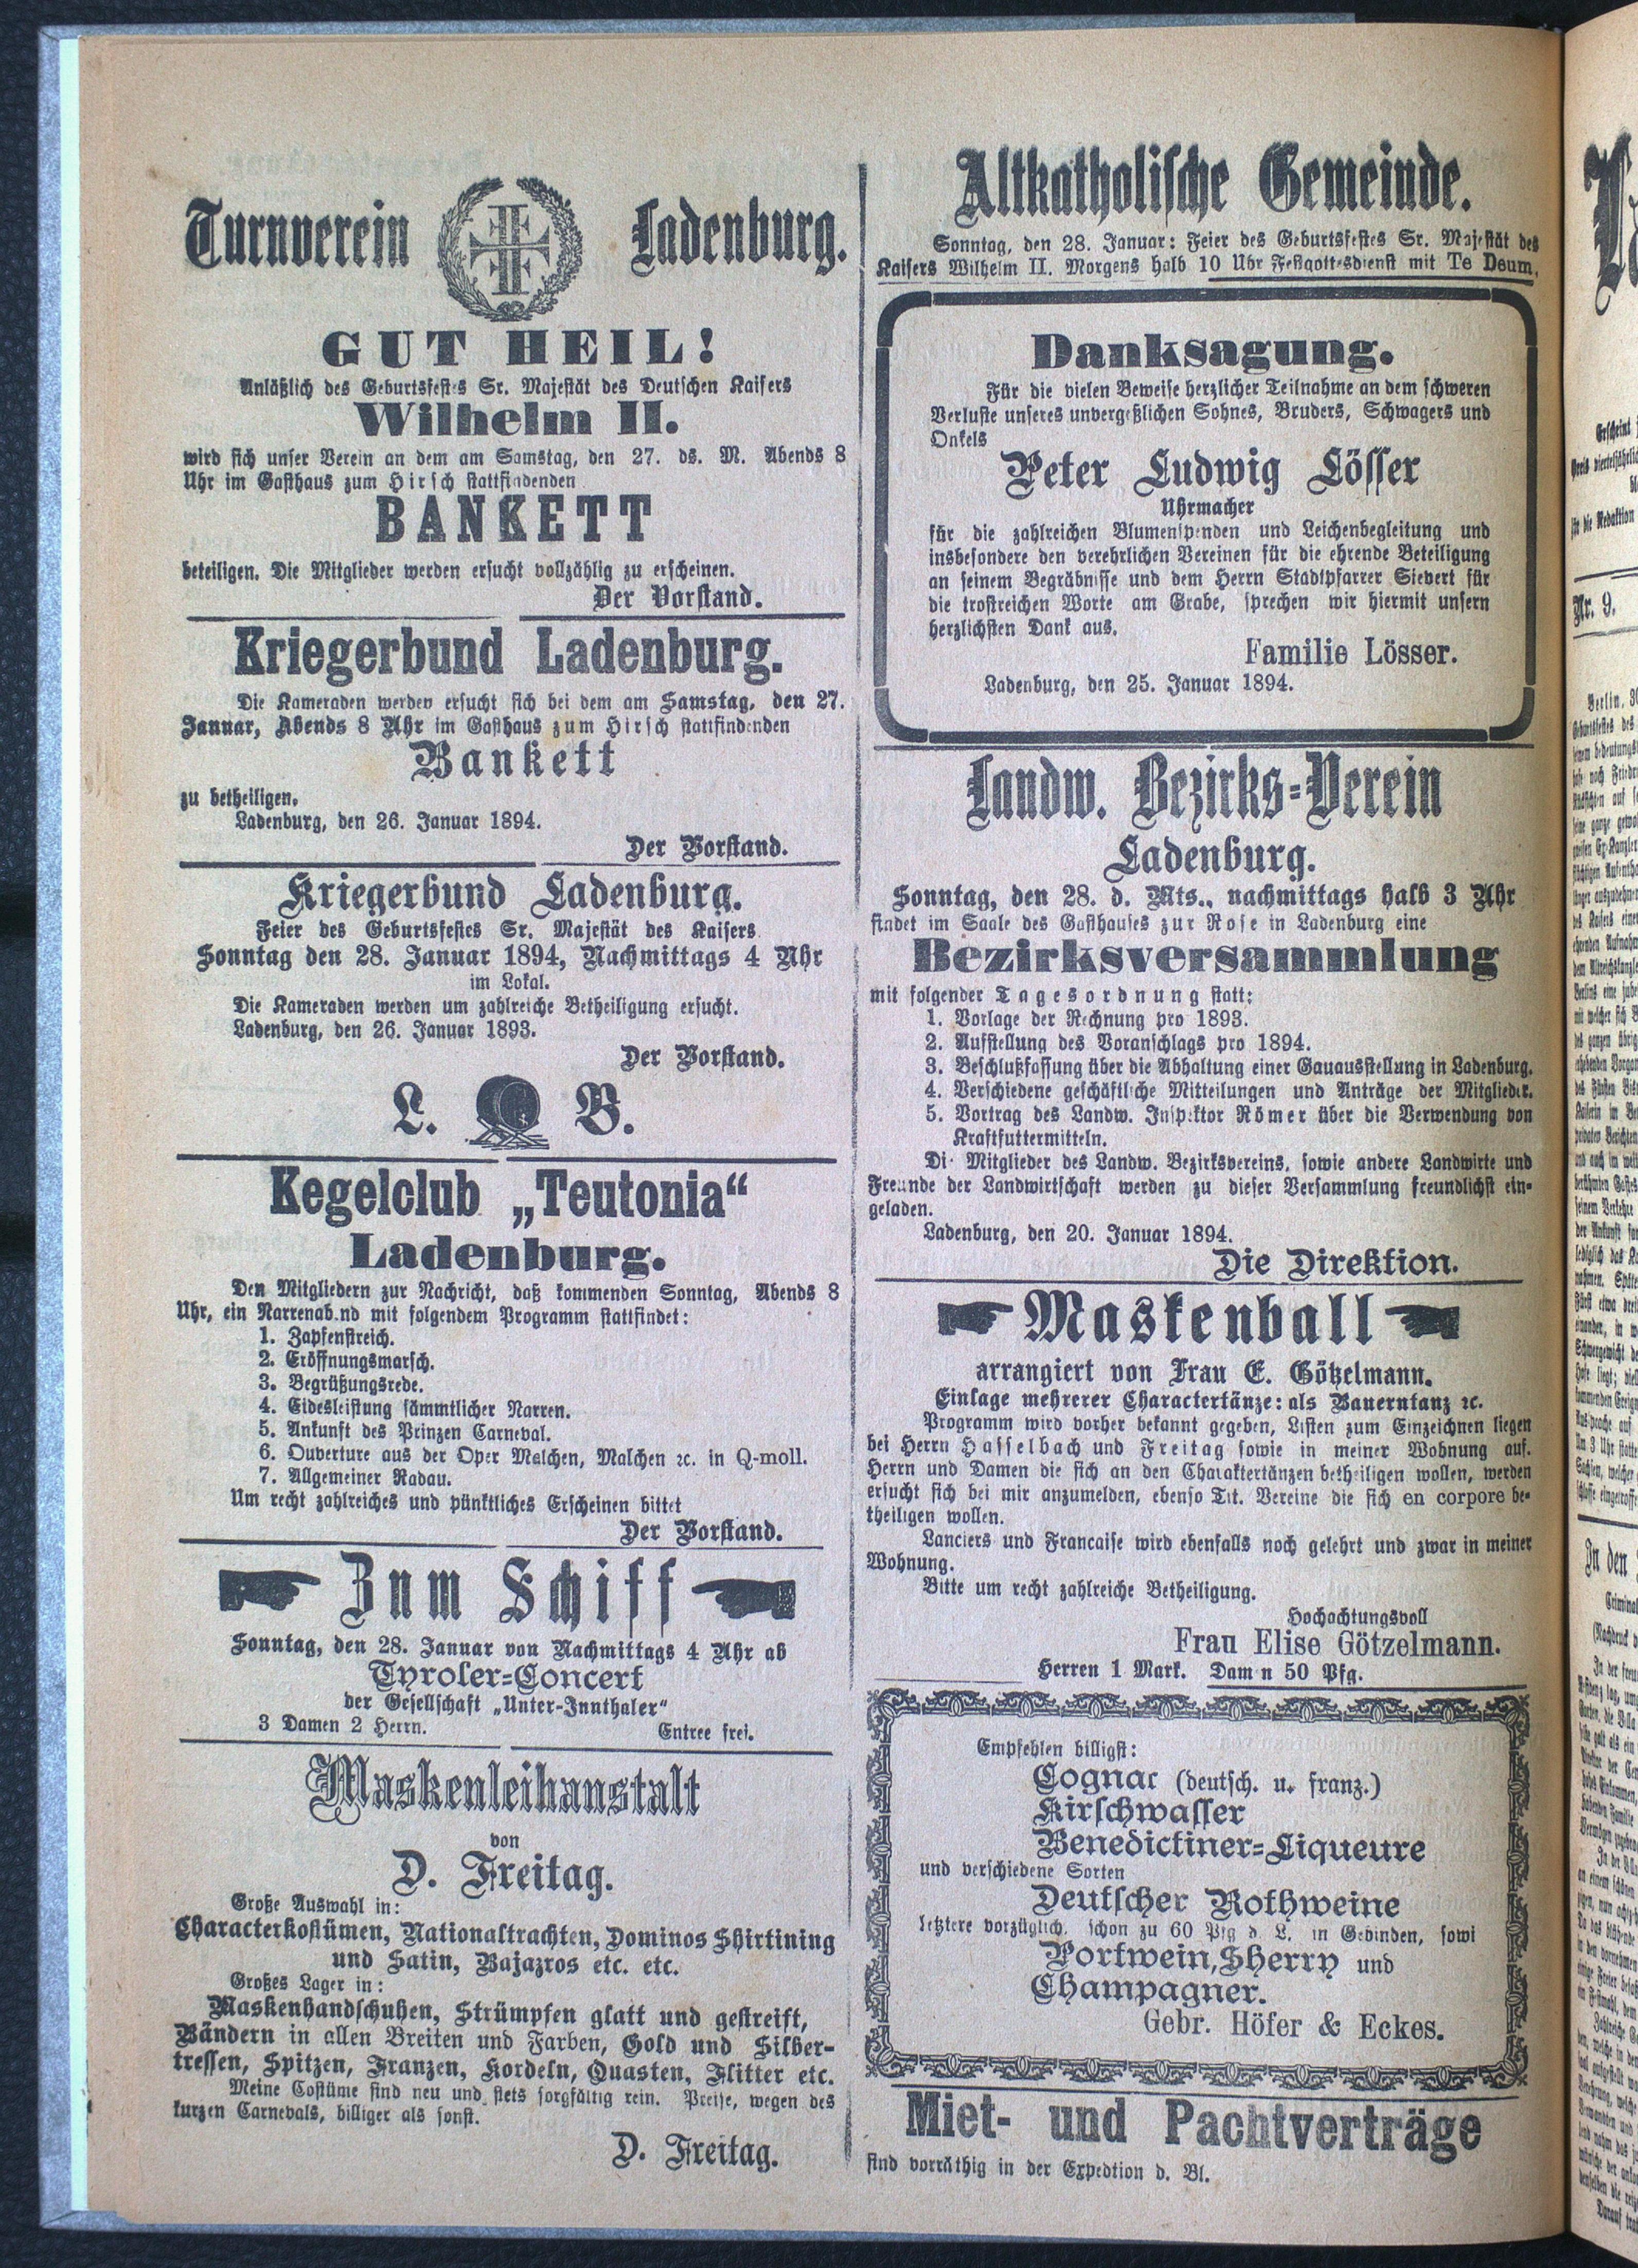 Turnverein Ladenburg.
GUT HEIL!
Anläßlich des Geburtsfestes Sr. Majestät des Deutschen Kaisers
Wilhelm II.
wird sich unser Verein an dem am Samstag, den 27. ds. M. Abends 8
Uhr im Gasthaus zum Hirsch stattfindenden
BANKETT
beteiligen. Die Mitglieder werden ersucht vollzählig zu erscheinen.
Der Vorstand.
Kriegerbund Ladenburg.
Die Kameraden werden ersucht sich bei dem am Samstag, den 27.
Januar, Abends 8 Uhr im Gasthaus zum Hirsch stattfindenden
Bankett
zu betheiligen.
Ladenburg, den 26. Januar 1894.
Der Vorstand.
Kriegerbund Ladenburg.
Feier des Geburtsfestes Sr. Majestät des Kaisers
Sonntag den 28. Januar 1894, Nachmittags 4 Uhr
im Lokal.
Die Kameraden werden um zahlreiche Betheiligung ersucht.
Ladenburg, den 26. Januar 1893.
Der Vorstand.
L. B.
Kegelclub „Teutonia“
Ladenburg.
Den Mitgliedern zur Nachricht, daß kommenden Sonntag, Abends 8
Uhr, ein Narrenab.nd mit folgendem Programm stattfindet:
1. Zapfenstreich.
2. Eröffnungsmarsch.
3. Begrüßungsrede.
4. Eidesleistung sämmtlicher Narren.
5. Ankunft des Prinzen Carneval.
6. Ouverture aus der Oper Malchen, Malchen ꝛc. in Q-moll.
7. Allgemeiner Radau.
Um recht zahlreiches und pünktliches Erscheinen bittet
Der Vorstand.
Zum Schiff
Sonntag, den 28. Januar von Nachmittags 4 Uhr ab
Tyroler-Concert
der Gesellschaft „Unter-Innthaler“
3 Damen 2 Herrn. Entree frei.
Maskenleihanstalt
von
D. Freitag.
Große Auswahl in:
Characterkostümen, Nationaltrachten, Dominos Shirtining
und Satin, Bajazros etc. etc.
Großes Lager in:
Maskenhandschuhen, Strümpfen glatt und gestreift,
Bändern in allen Breiten und Farben, Gold und Silber-
tressen, Spitzen, Franzen, Kordeln, Quasten, Flitter etc.
Meine Costüme sind neu und stets sorgfältig rein. Preise, wegen des
kurzen Carnevals, billiger als sonst.
D. Freitag.
Altkatholische Gemeinde.
Sonntag, den 28. Januar: Feier des Geburtsfestes Sr. Majestät des
Kaisers Wilhelm II. Morgens halb 10 Uhr Festgottesdienst mit Te Deum.
Danksagung.
Für die vielen Beweise herzlicher Teilnahme an dem schweren
Verluste unseres unvergeßlichen Sohnes, Bruders, Schwagers und
Onkels
Peter Ludwig Lösser
Uhrmacher
für die zahlreichen Blumenspenden und Leichenbegleitung und
insbesondere den verehrlichen Vereinen für die ehrende Beteiligung
an seinem Begräbnisse und dem Herrn Stadtpfarrer Sievert für
die trostreichen Worte am Grabe, sprechen wir hiermit unsern
herzlichsten Dank aus.
Familie Lösser.
Ladenburg, den 25. Januar 1894.
Landw. Bezirks-Verein
Ladenburg.
Sonntag, den 28. d. Mts., nachmittags halb 3 Uhr
findet im Saale des Gasthauses zur Rose in Ladenburg eine
Bezirksversammlung
mit folgender Tagesordnung statt:
1. Vorlage der Rechnung pro 1893.
2. Aufstellung des Voranschlags pro 1894.
3. Beschlußfassung über die Abhaltung einer Gauausstellung in Ladenburg.
4. Verschiedene geschäftliche Mitteilungen und Anträge der Mitglieder.
5. Vortrag des Landw. Inspektor Römer über die Verwendung von
Kraftfuttermitteln.
Di Mitglieder des Landw. Bezirksvereins, sowie andere Landwirte und
Freunde der Landwirtschaft werden zu dieser Versammlung freundlichst ein-
geladen.
Ladenburg, den 20. Januar 1894.
Die Direktion.
Maskenball
arrangiert von Frau E. Götzelmann.
Einlage mehrerer Charactertänze: als Bauerntanz ꝛc.
Programm wird vorher bekannt gegeben, Listen zum Einzeichnen liegen
bei Herrn Hasselbach und Freitag sowie in meiner Wohnung auf.
Herrn und Damen die sich an den Charaktertänzen betheiligen wollen, werden
ersucht sich bei mir anzumelden, ebenso Tit. Vereine die sich en corpore be-
theiligen wollen.
Lanciers und Francaise wird ebenfalls noch gelehrt und zwar in meiner
Wohnung.
Bitte um recht zahlreiche Betheiligung.
Hochachtungsvoll
Frau Elise Götzelmann.
Herren 1 Mark. Dam n 50 Pfg.
Empfehlen billigst:
Cognac (deutsch. u. franz.)
Kirschwasser
Benedictiner-Liqueure
und verschiedene Sorten
Deutscher Rothweine
letztere vorzüglich, schon zu 60 Pfg d. L. in Gebinden, sowi
Portwein, Sherry und
Champagner.
Gebr. Höfer & Eckes.
Miet- und Pachtverträge
sind vorräthig in der Expedtion d. Bl.
Nr. 9.
Berlin,
In den